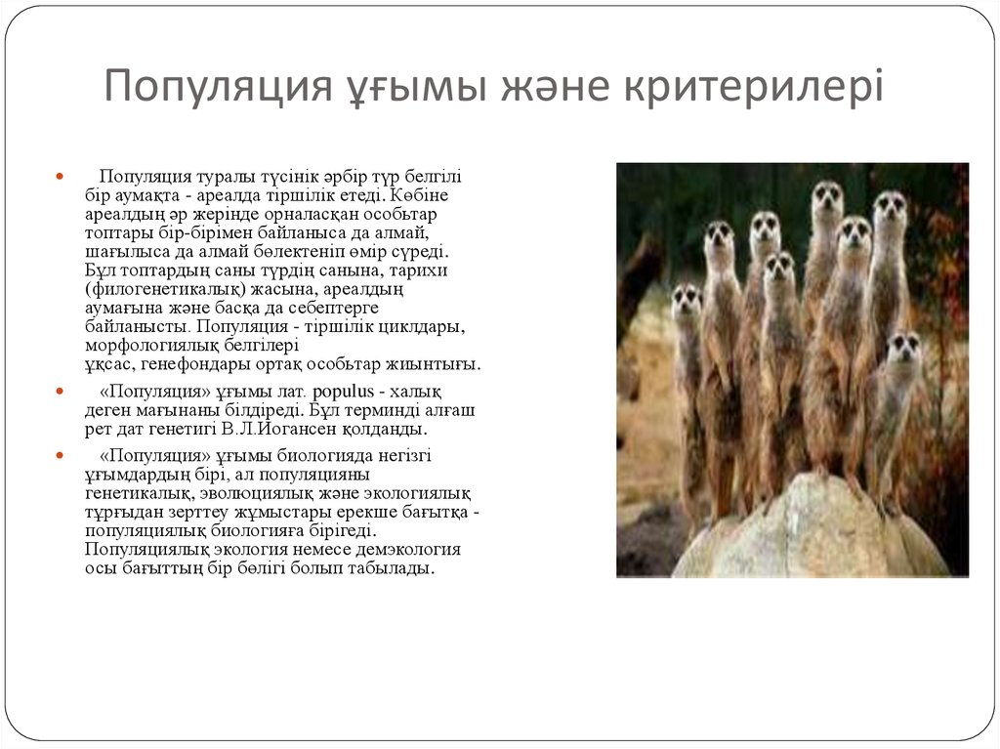 Популяция ұғымы және критерилері
• Популяция туралы түсінік әрбір түр белгілі
бір аумақта - ареалда тіршілік етеді. Көбіне
ареалдың әр жерінде орналасқан особьтар
топтары бір-бірімен байланыса да алмай,
шағылыса да алмай бөлектеніп өмір сүреді.
Бұл топтардың саны түрдің санына, тарихи
(филогенетикалық) жасына, ареалдың
аумағына және басқа да себептерге
байланысты. Популяция - тіршілік циклдары,
морфологиялық белгілері
ұқсас, генефондары ортақ особьтар жиынтығы.
• «Популяция» ұғымы лат. populus - халық
деген мағынаны білдіреді. Бұл терминді алғаш
рет дат генетигі В.Л.Иогансен қолданды.
• «Популяция» ұғымы биологияда негізгі
ұғымдардың бірі, ал популяцияны
генетикалық, эволюциялық және экологиялық
тұрғыдан зерттеу жұмыстары ерекше бағытқа -
популяциялық биологияға бірігеді.
Популяциялық экология немесе демэкология
осы бағыттың бір бөлігі болып табылады.